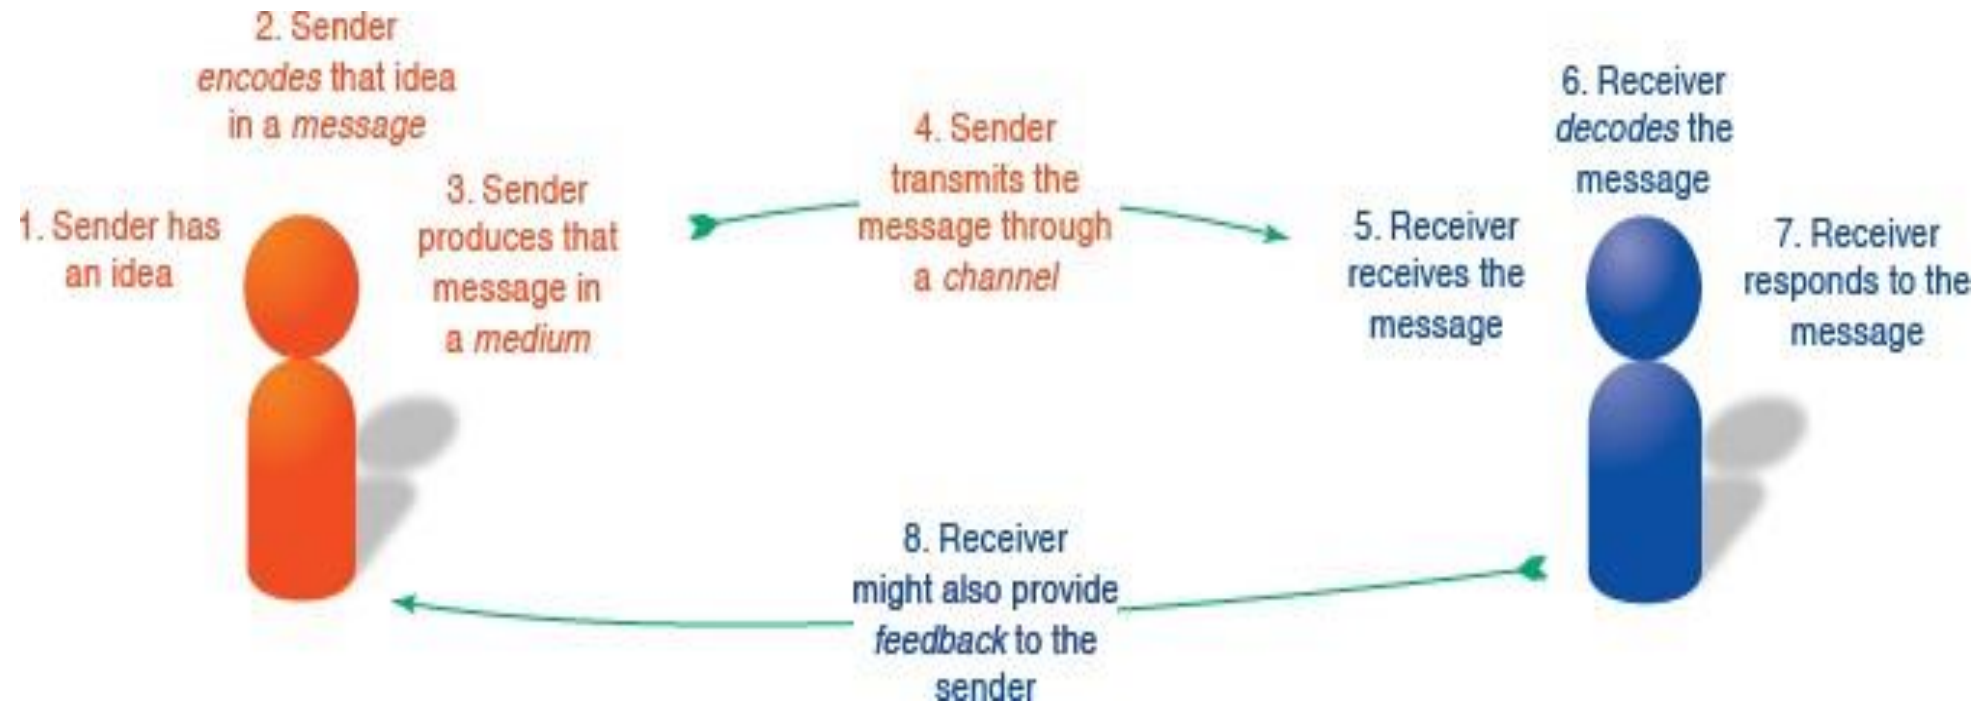 1. Sender has
an idea
2. Sender
encodes that idea
in a message
3. Sender
produces that
message in
a medium
4. Sender
transmits the
message through
a channel
5. Receiver
receives the
message
6. Receiver
decodes the
message
7. Receiver
responds to the
message
8. Receiver
might also provide
feedback to the
sender